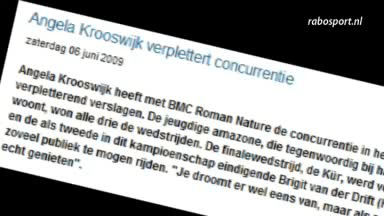 rabosport.nl
Angela Krooswijk verplettert concurrentie
zaterdag 06 juni 2009
Angela Krooswijk heeft met BMC Roman Nature de concurrentie in he
verpletterend verslagen. De jeugdige amazone, die tegenwoordig bij h
woont, won alle drie de wedstrijden. De finalewedstrijd, de Kür, werd v
en de als tweede in dit kampioenschap eindigende Brigit van der Drift (
zoveel publiek te mogen rijden. "Je droomt er wel eens van, maar als
echt genieten".